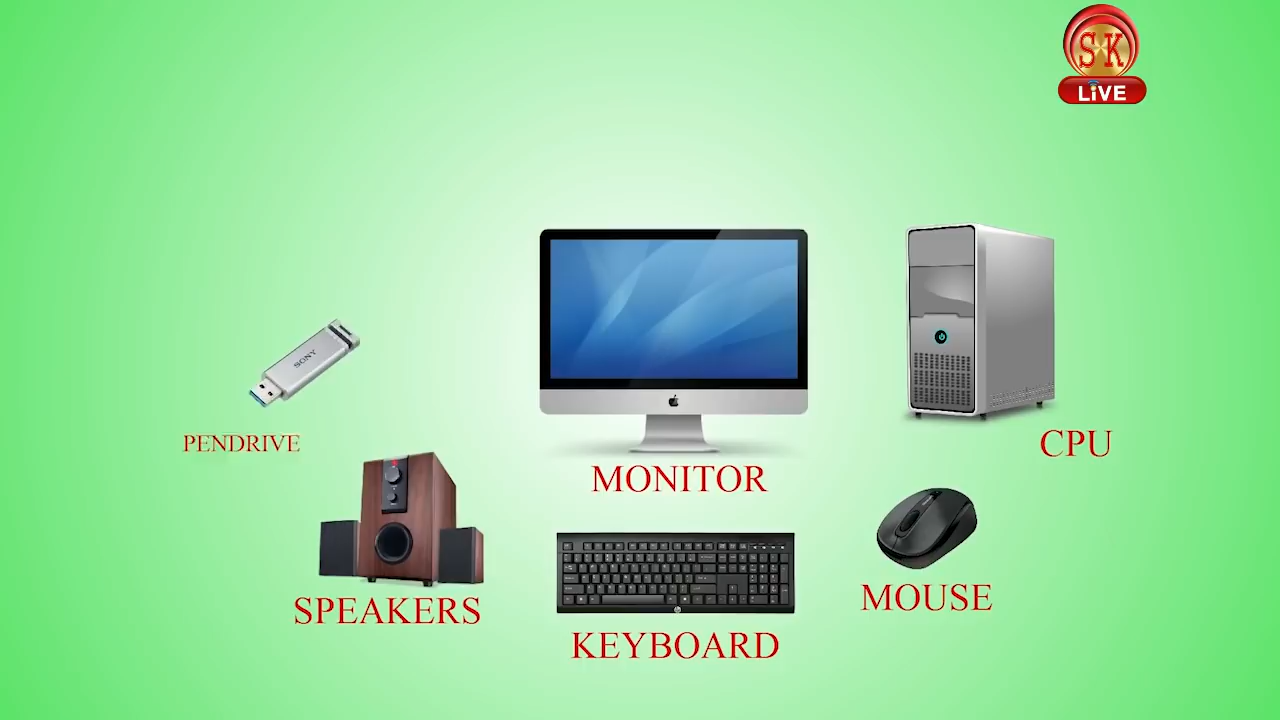 SK
LiVE
SONY
PENDRIVE
MONITOR
CPU
SPEAKERS
KEYBOARD
MOUSE